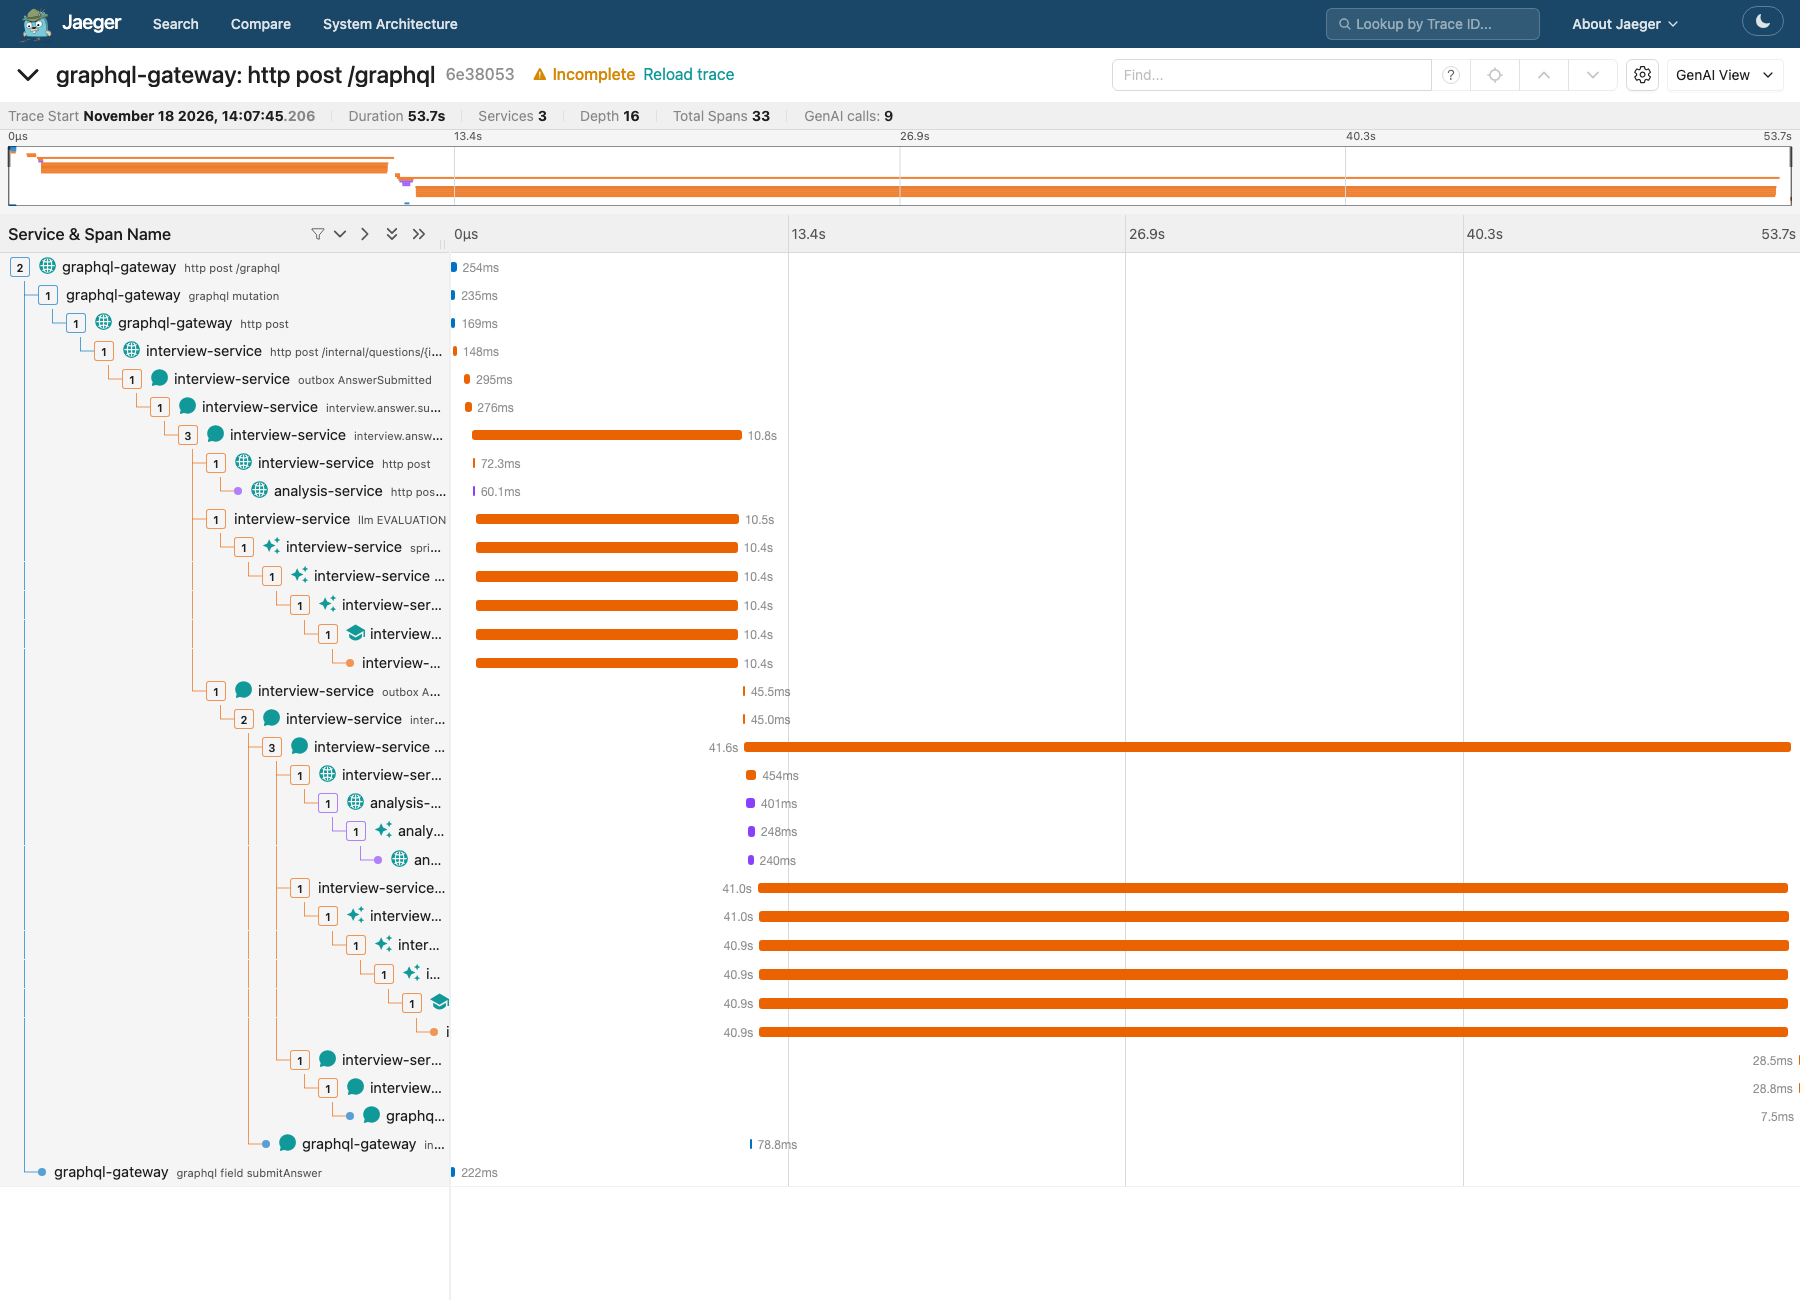 Jaeger Search Compare System Architecture Lookup by Trace ID... About Jaeger
graphql-gateway: http post /graphql 6e38053 Incomplete Reload trace Find... ? GenAI View
Trace Start November 18 2026, 14:07:45.206 Duration 53.7s Services 3 Depth 16 Total Spans 33 GenAI calls: 9
0μs 13.4s 26.9s 40.3s 53.7s
Service & Span Name 0μs 13.4s 26.9s 40.3s 53.7s
2 graphql-gateway http post /graphql 254ms
1 graphql-gateway graphql mutation 235ms
1 graphql-gateway http post 169ms
1 interview-service http post /internal/questions/{i... 148ms
1 interview-service outbox AnswerSubmitted 295ms
1 interview-service interview.answer.su... 276ms
3 interview-service interview.answ... 10.8s
1 interview-service http post 72.3ms
analysis-service http pos... 60.1ms
1 interview-service llm EVALUATION 10.5s
1 interview-service spri... 10.4s
1 interview-service ... 10.4s
1 interview-ser... 10.4s
1 interview... 10.4s
interview-... 10.4s
1 interview-service outbox A... 45.5ms
2 interview-service inter... 45.0ms
3 interview-service ... 41.6s
1 interview-ser... 454ms
1 analysis-... 401ms
1 analy... 248ms
an... 240ms
1 interview-service... 41.0s
1 interview... 41.0s
1 inter... 40.9s
1 i... 40.9s
1 40.9s
i 40.9s
1 interview-ser... 28.5ms
1 interview... 28.8ms
graphq... 7.5ms
graphql-gateway in... 78.8ms
graphql-gateway graphql field submitAnswer 222ms